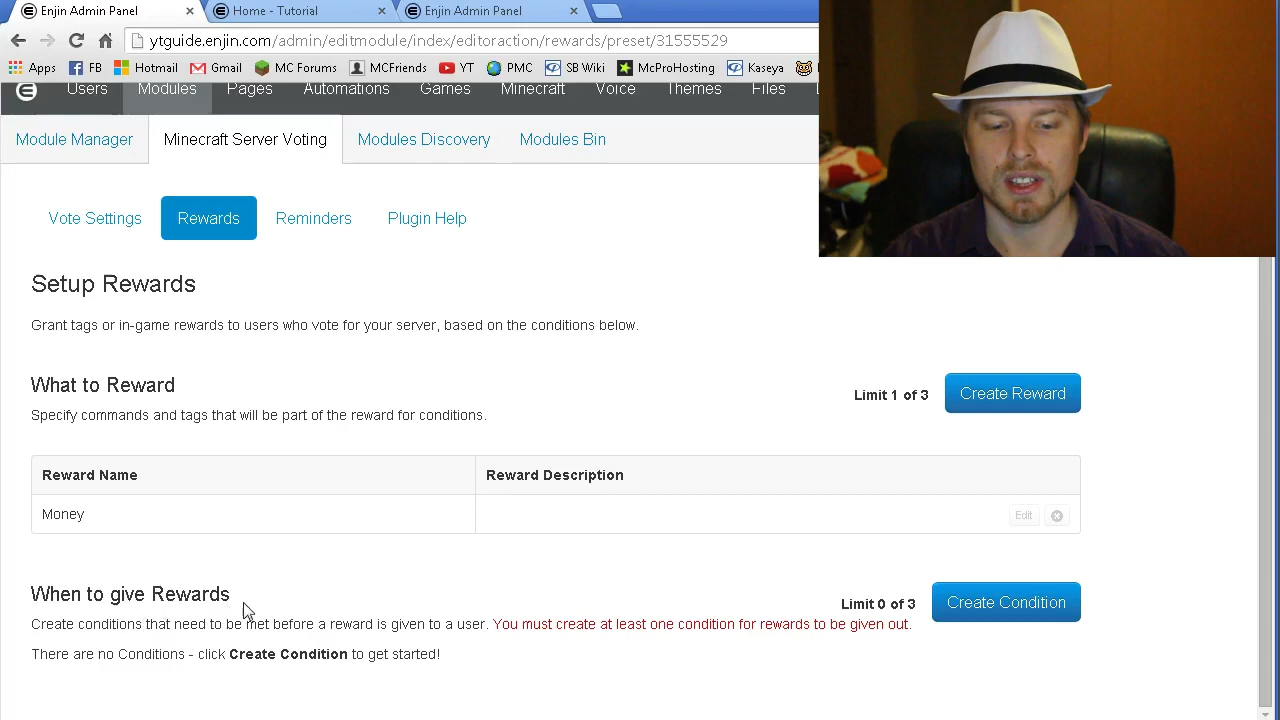 Enjin Admin Panel
Home - Tutorial
Enjin Admin Panel
ytguide.enjin.com/admin/editmodule/index/editoraction/rewards/preset/31555529
Apps FB Hotmail Gmail MC Forums MCFriends YT PMC SB Wiki McProHosting Kaseya
Users Modules Pages Automations Games Minecraft Voice Themes Files
Module Manager Minecraft Server Voting Modules Discovery Modules Bin
Vote Settings Rewards Reminders Plugin Help
Setup Rewards
Grant tags or in-game rewards to users who vote for your server, based on the conditions below.
What to Reward
Limit 1 of 3 Create Reward
Specify commands and tags that will be part of the reward for conditions.
Reward Name Reward Description
Money Edit
When to give Rewards
Limit 0 of 3 Create Condition
Create conditions that need to be met before a reward is given to a user. You must create at least one condition for rewards to be given out.
There are no Conditions - click Create Condition to get started!